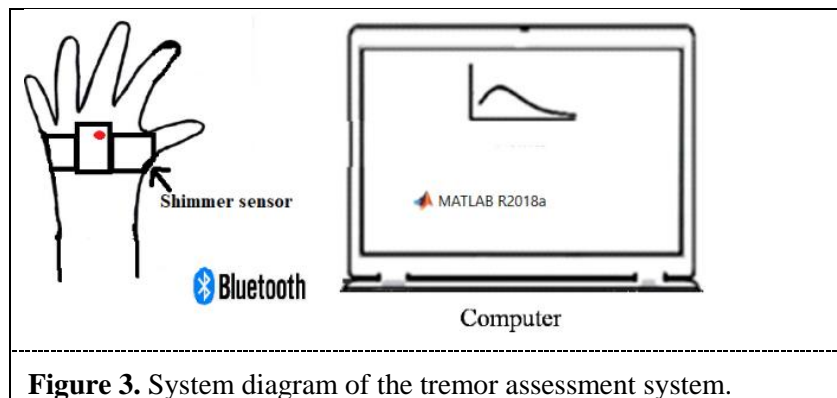 Shimmer sensor
Bluetooth
MATLAB R2018a
Computer
Figure 3. System diagram of the tremor assessment system.